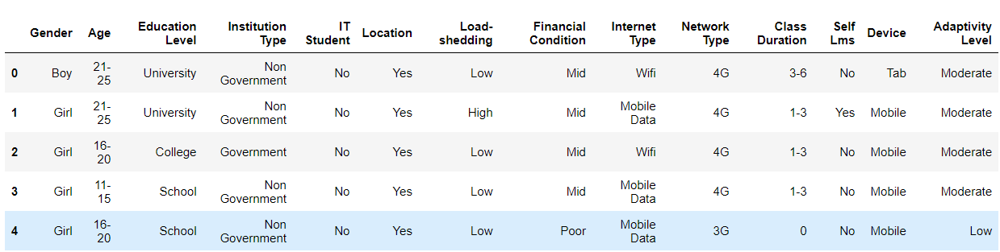 Gender Age Education Level Institution Type IT Student Location Load-shedding Financial Condition Internet Type Network Type Class Duration Self Lms Device Adaptivity Level
0 Boy 21-25 University Non Government No Yes Low Mid Wifi 4G 3-6 No Tab Moderate
1 Girl 21-25 University Non Government No Yes High Mid Mobile Data 4G 1-3 Yes Mobile Moderate
2 Girl 16-20 College Government No Yes Low Mid Wifi 4G 1-3 No Mobile Moderate
3 Girl 11-15 School Non Government No Yes Low Mid Mobile Data 4G 1-3 No Mobile Moderate
4 Girl 16-20 School Non Government No Yes Low Poor Mobile Data 3G 0 No Mobile Low